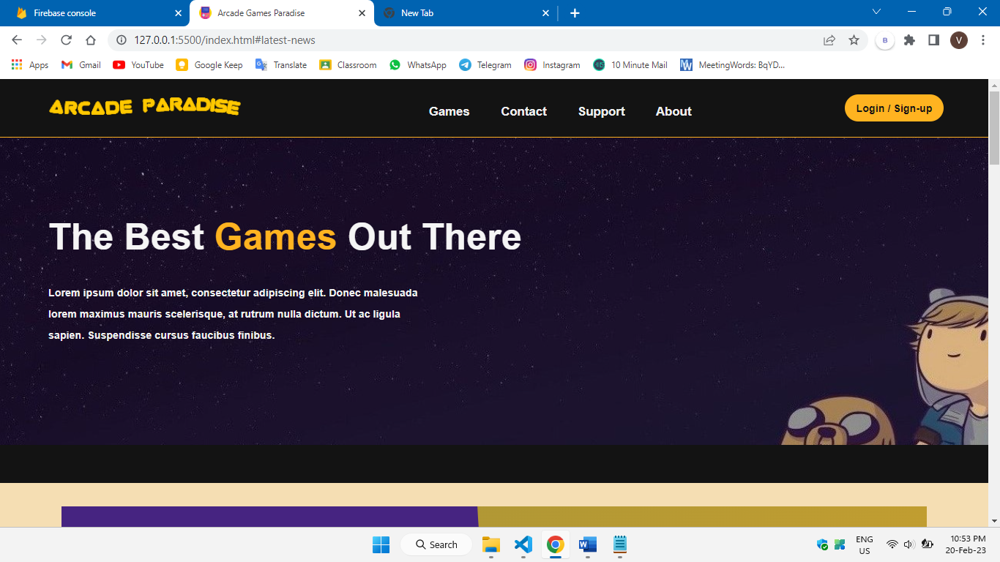 Firebase console
Arcade Games Paradise
New Tab
127.0.0.1:5500/index.html#latest-news
B
V
Apps
Gmail
YouTube
Google Keep
Translate
Classroom
WhatsApp
Telegram
Instagram
10 Minute Mail
MeetingWords: BqYD...
ARCADE PARADISE
Games
Contact
Support
About
Login / Sign-up
The Best Games Out There
Lorem ipsum dolor sit amet, consectetur adipiscing elit. Donec malesuada
lorem maximus mauris scelerisque, at rutrum nulla dictum. Ut ac ligula
sapien. Suspendisse cursus faucibus finibus.
Search
ENG
US
10:53 PM
20-Feb-23